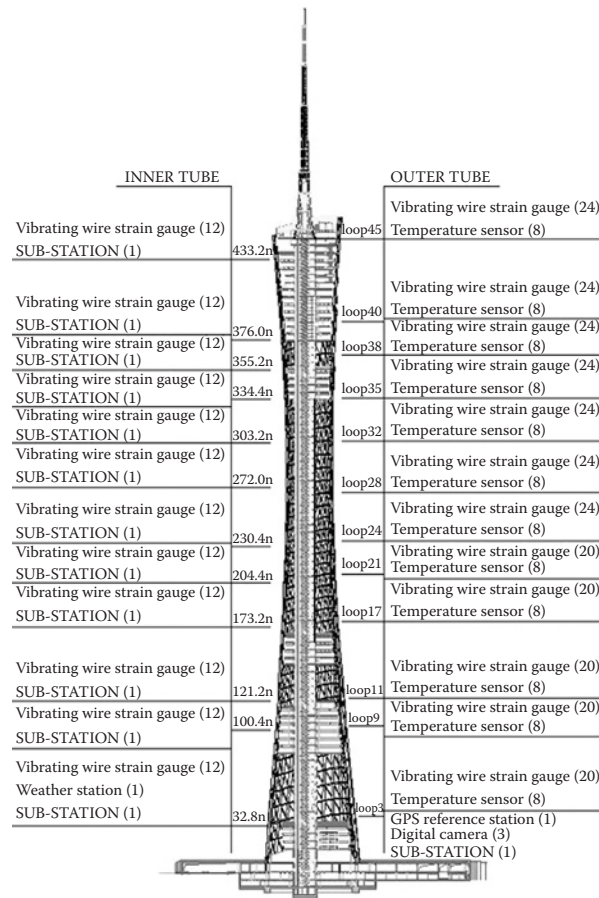 INNER TUBE
Vibrating wire strain gauge (12)
SUB-STATION (1)
433.2n
Vibrating wire strain gauge (12)
SUB-STATION (1)
376.0n
Vibrating wire strain gauge (12)
SUB-STATION (1)
355.2n
Vibrating wire strain gauge (12)
SUB-STATION (1)
334.4n
Vibrating wire strain gauge (12)
SUB-STATION (1)
303.2n
Vibrating wire strain gauge (12)
SUB-STATION (1)
272.0n
Vibrating wire strain gauge (12)
SUB-STATION (1)
230.4n
Vibrating wire strain gauge (12)
SUB-STATION (1)
204.4n
Vibrating wire strain gauge (12)
SUB-STATION (1)
173.2n
Vibrating wire strain gauge (12)
SUB-STATION (1)
121.2n
Vibrating wire strain gauge (12)
100.4n
SUB-STATION (1)
Vibrating wire strain gauge (12)
Weather station (1)
SUB-STATION (1)
32.8n
OUTER TUBE
Vibrating wire strain gauge (24)
loop45
Temperature sensor (8)
Vibrating wire strain gauge (24)
loop40
Temperature sensor (8)
Vibrating wire strain gauge (24)
loop38
Temperature sensor (8)
Vibrating wire strain gauge (24)
loop35
Temperature sensor (8)
Vibrating wire strain gauge (24)
loop32
Temperature sensor (8)
Vibrating wire strain gauge (24)
loop28
Temperature sensor (8)
Vibrating wire strain gauge (24)
loop24
Temperature sensor (8)
Vibrating wire strain gauge (20)
loop21
Temperature sensor (8)
Vibrating wire strain gauge (20)
loop17
Temperature sensor (8)
Vibrating wire strain gauge (20)
loop11
Temperature sensor (8)
Vibrating wire strain gauge (20)
loop9
Temperature sensor (8)
Vibrating wire strain gauge (20)
Temperature sensor (8)
loop3
GPS reference station (1)
Digital camera (3)
SUB-STATION (1)